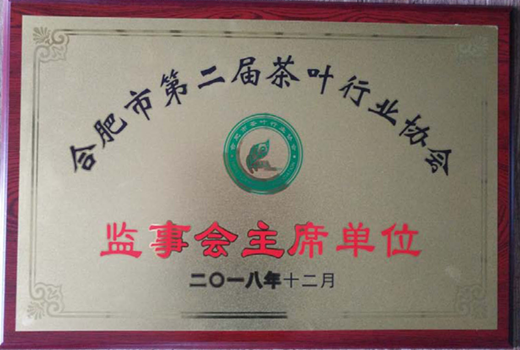 合肥市第二届茶叶行业协会
监事会主席单位
二〇一八年十二月